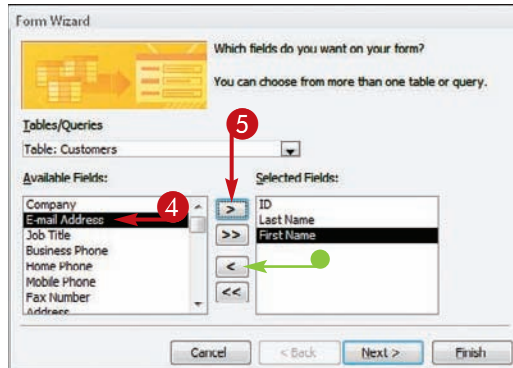 Form Wizard
Which fields do you want on your form?
You can choose from more than one table or query.
Tables/Queries
5
Table: Customers
Available Fields:
Selected Fields:
Company
E-mail Address
Job Title
Business Phone
Home Phone
Mobile Phone
Fax Number
Address
4
>
>>
<
<<
ID
Last Name
First Name
Cancel
< Back
Next >
Finish